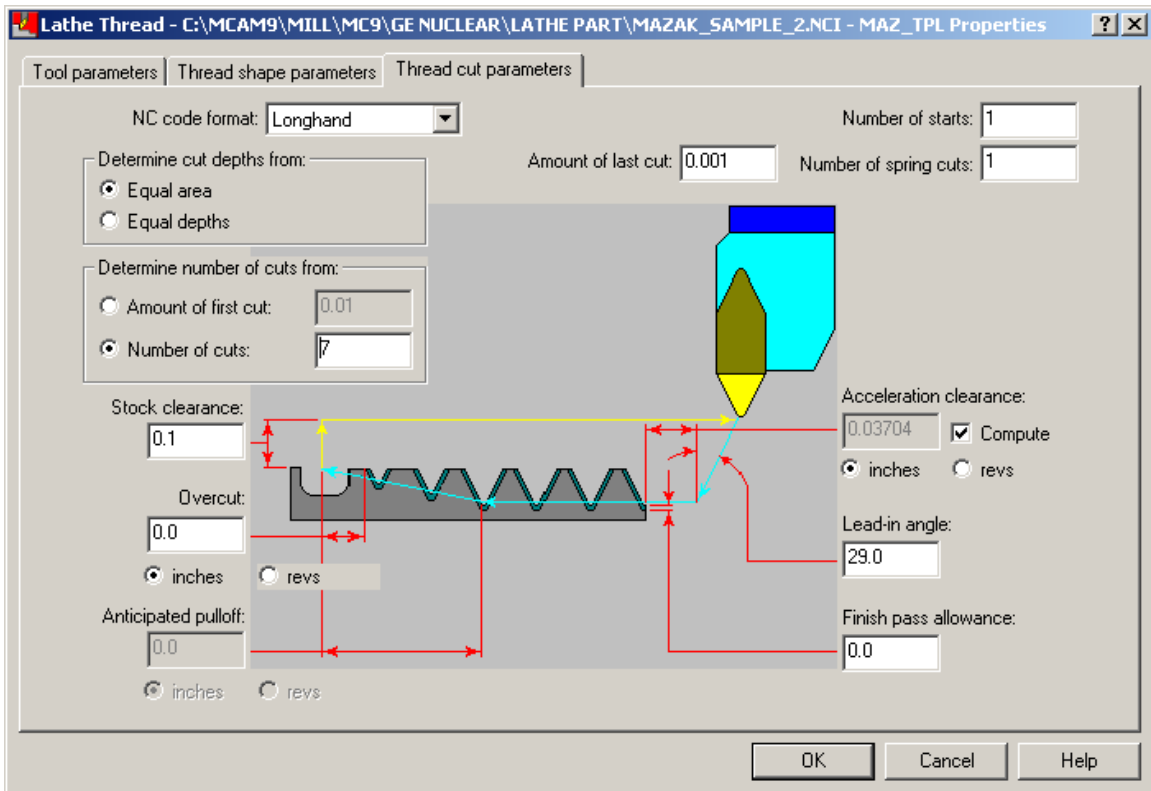 Lathe Thread - C:\MCAM9\MILL\MC9\GE NUCLEAR\LATHE PART\MAZAK_SAMPLE_2.NCI - MAZ_TPL Properties
Tool parameters Thread shape parameters Thread cut parameters
NC code format: Longhand
Number of starts: 1
Determine cut depths from:
Equal area
Equal depths
Amount of last cut: 0.001
Number of spring cuts: 1
Determine number of cuts from:
Amount of first cut: 0.01
Number of cuts: 7
Stock clearance:
0.1
Overcut:
0.0
inches revs
Anticipated pulloff:
0.0
inches revs
Acceleration clearance:
0.03704 Compute
inches revs
Lead-in angle:
29.0
Finish pass allowance:
0.0
OK Cancel Help